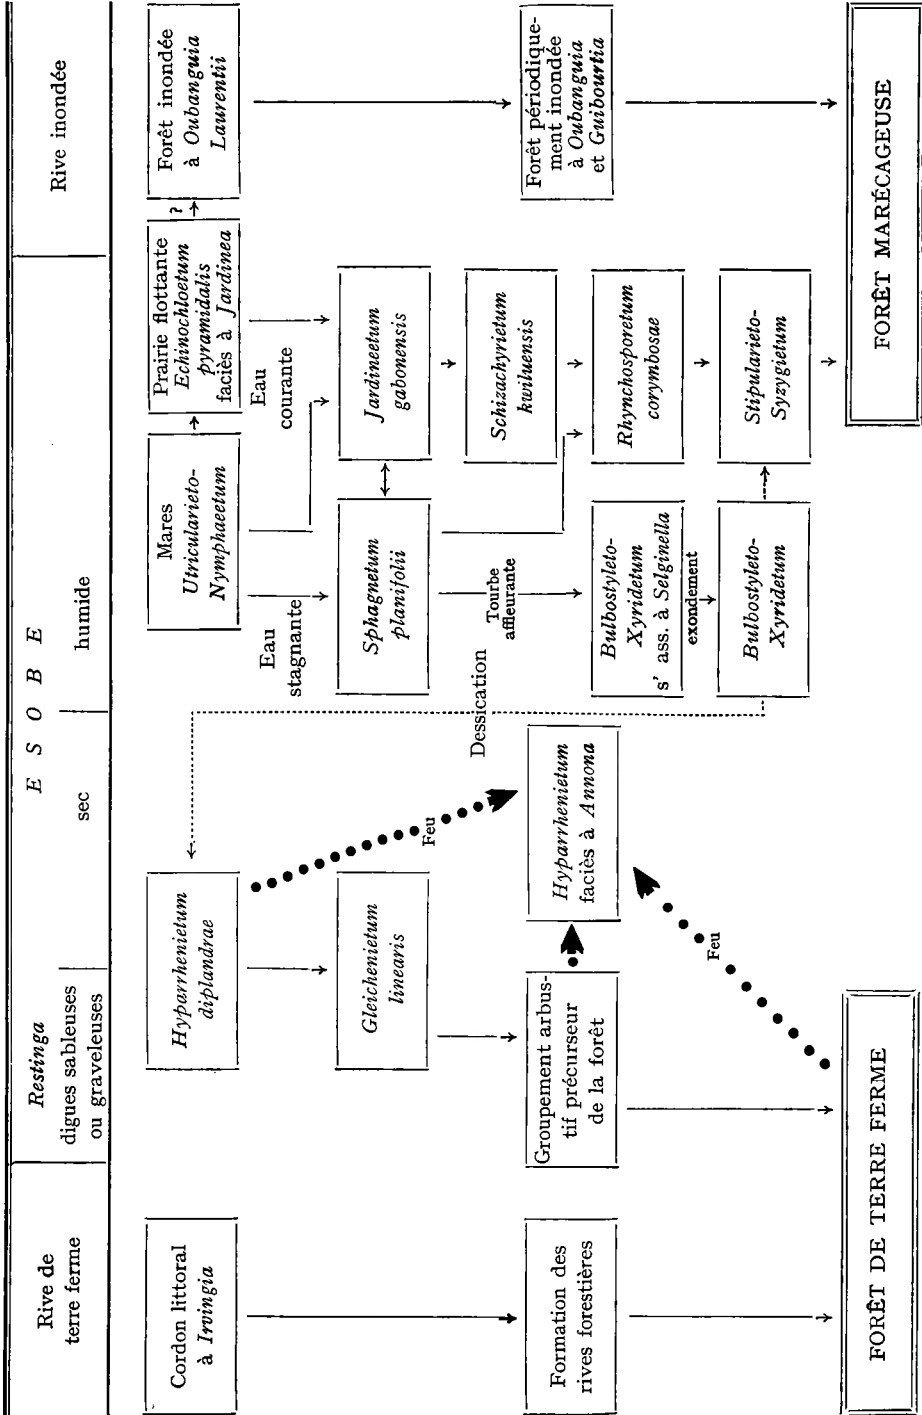 Rive de
terre ferme
Restinga
digues sableuses
ou graveleuses
E S O B E
sec
humide
Rive inondée
Cordon littoral
à Irvingia
Hyparrhenietum
diplandrae
Mares
Utricularieto-
Nymphaeetum
Prairie flottante
Echinochloetum
pyramidalis
faciès à Jardinea
?
Forêt inondée
à Oubanguia
Laurentii
Eau
stagnante
Eau
courante
Gleichenietum
linearis
Sphagnetum
planifolii
Jardineetum
gabonensis
Feu
Dessication
Tourbe
affleurante
Schizachyrietum
kwiluensis
Formation des
rives forestières
Groupement arbus-
tif précurseur
de la forêt
Hyparrhenietum
faciès à Annona
Forêt périodique-
ment inondée
à Oubanguia
et Guibourtia
Bulbostyleto-
Xyridetum
s' ass. à Selginella
Rhynchosporetum
corymbosae
exondement
Feu
Bulbostyleto-
Xyridetum
Stipularieto-
Syzygietum
FORÊT DE TERRE FERME
FORÊT MARÉCAGEUSE